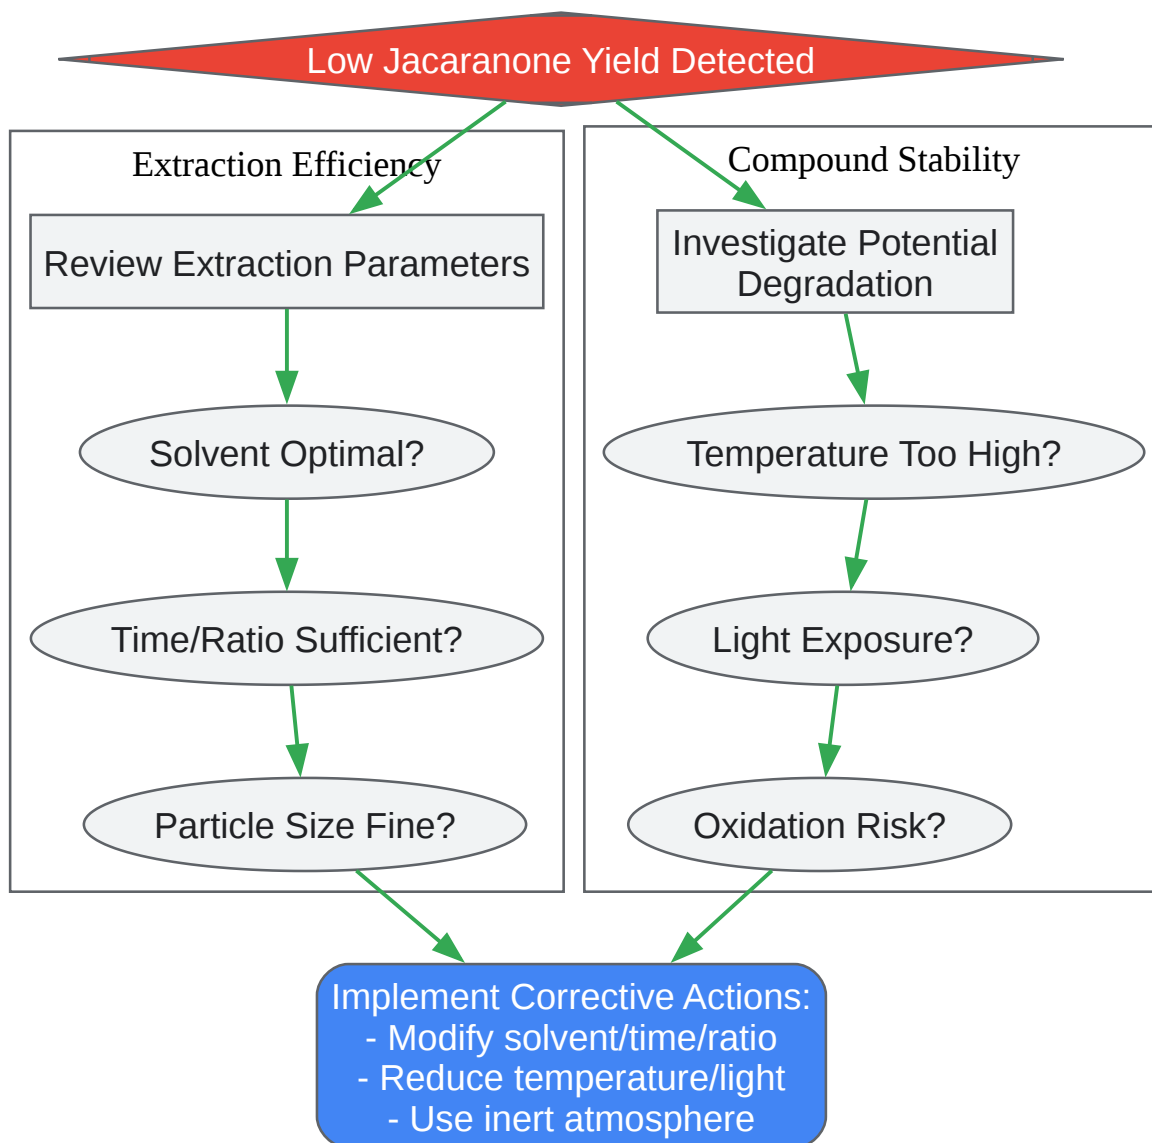 Low Jacaranone Yield Detected
Extraction Efficiency
Review Extraction Parameters
Solvent Optimal?
Time/Ratio Sufficient?
Particle Size Fine?
Compound Stability
Investigate Potential
Degradation
Temperature Too High?
Light Exposure?
Oxidation Risk?
Implement Corrective Actions:
- Modify solvent/time/ratio
- Reduce temperature/light
- Use inert atmosphere